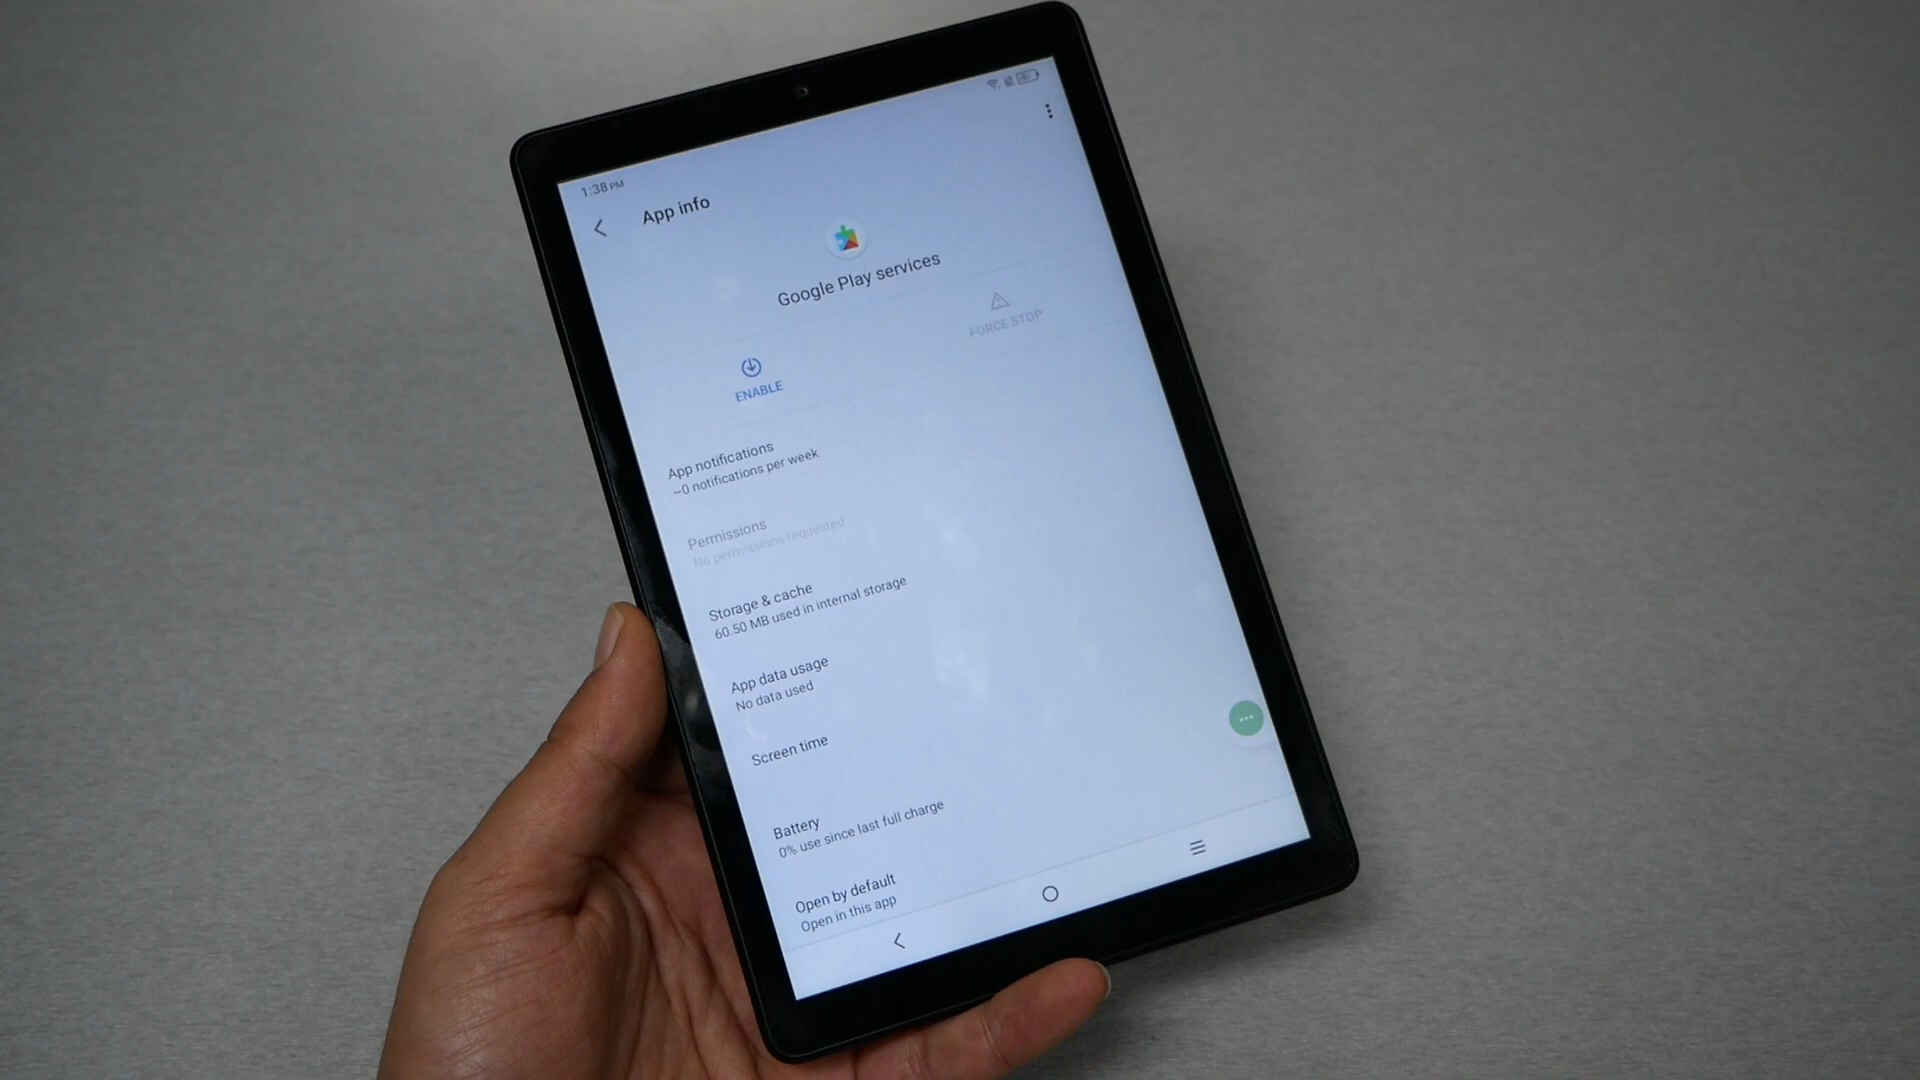 1:38 PM
App info
Google Play services
ENABLE
FORCE STOP
App notifications
~0 notifications per week
Permissions
No permissions requested
Storage & cache
60.50 MB used in internal storage
App data usage
No data used
Screen time
Battery
0% use since last full charge
Open by default
Open in this app